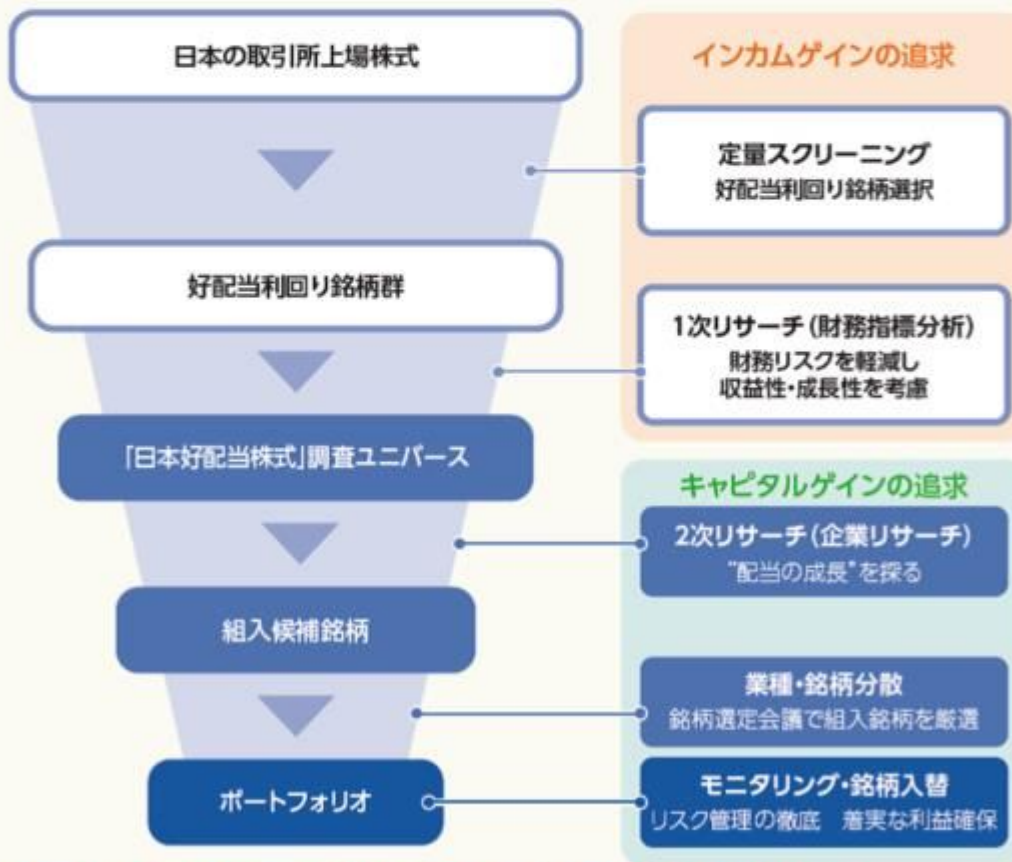 日本の取引所上場株式
インカムゲインの追求
定量スクリーニング
好配当利回り銘柄選択
好配当利回り銘柄群
1次リサーチ(財務指標分析)
財務リスクを軽減し
収益性・成長性を考慮
「日本好配当株式」調査ユニバース
キャピタルゲインの追求
2次リサーチ(企業リサーチ)
"配当の成長"を探る
組入候補銘柄
業種・銘柄分散
銘柄選定会議で組入銘柄を厳選
ポートフォリオ
モニタリング・銘柄入替
リスク管理の徹底 着実な利益確保